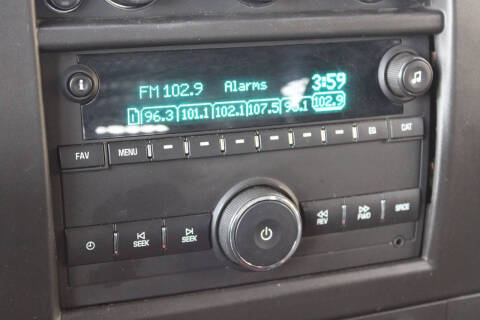 FM 102.9 Alarms 3:59
1 96.3 101.1 102.1 107.5 102.9
FAV MENU EQ CAT
SEEK SEEK REV FWD